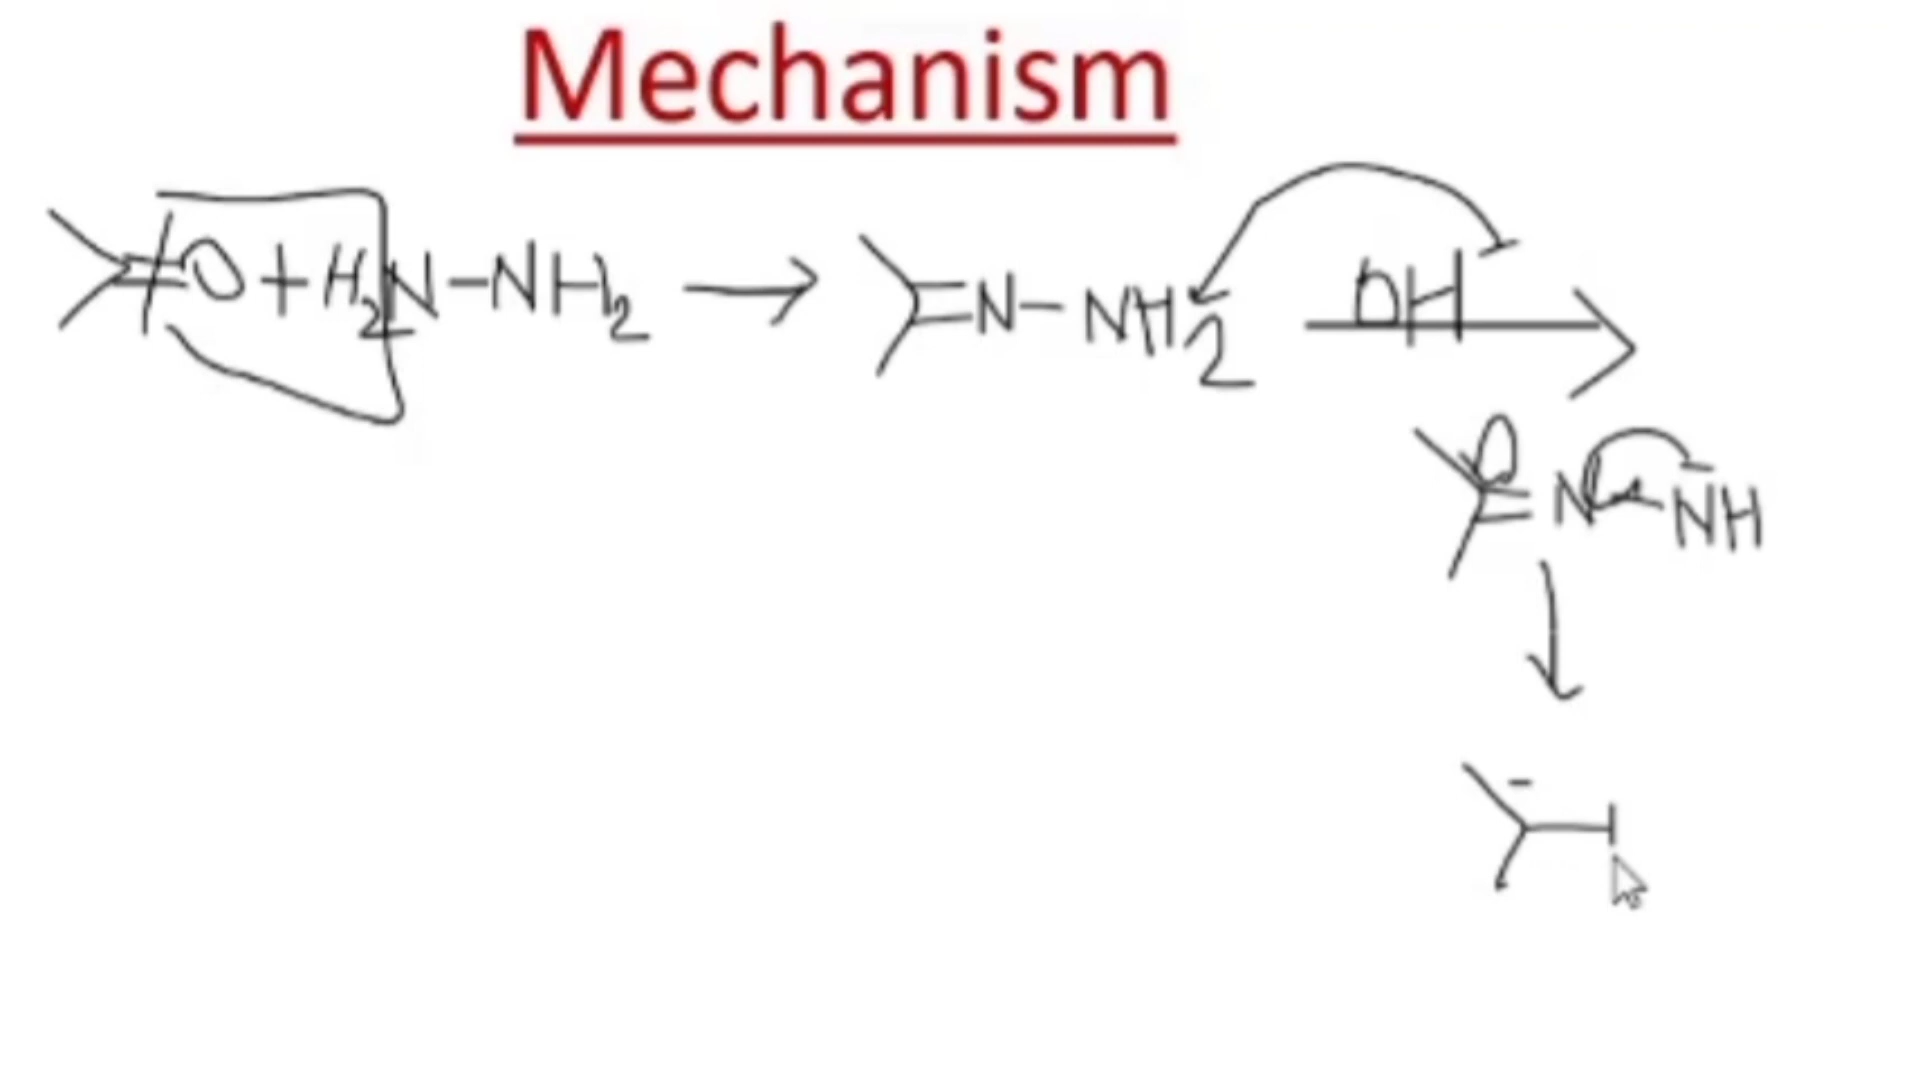 Mechanism
O + H2N-NH2 → =N-NH2 OH →
=N-NH